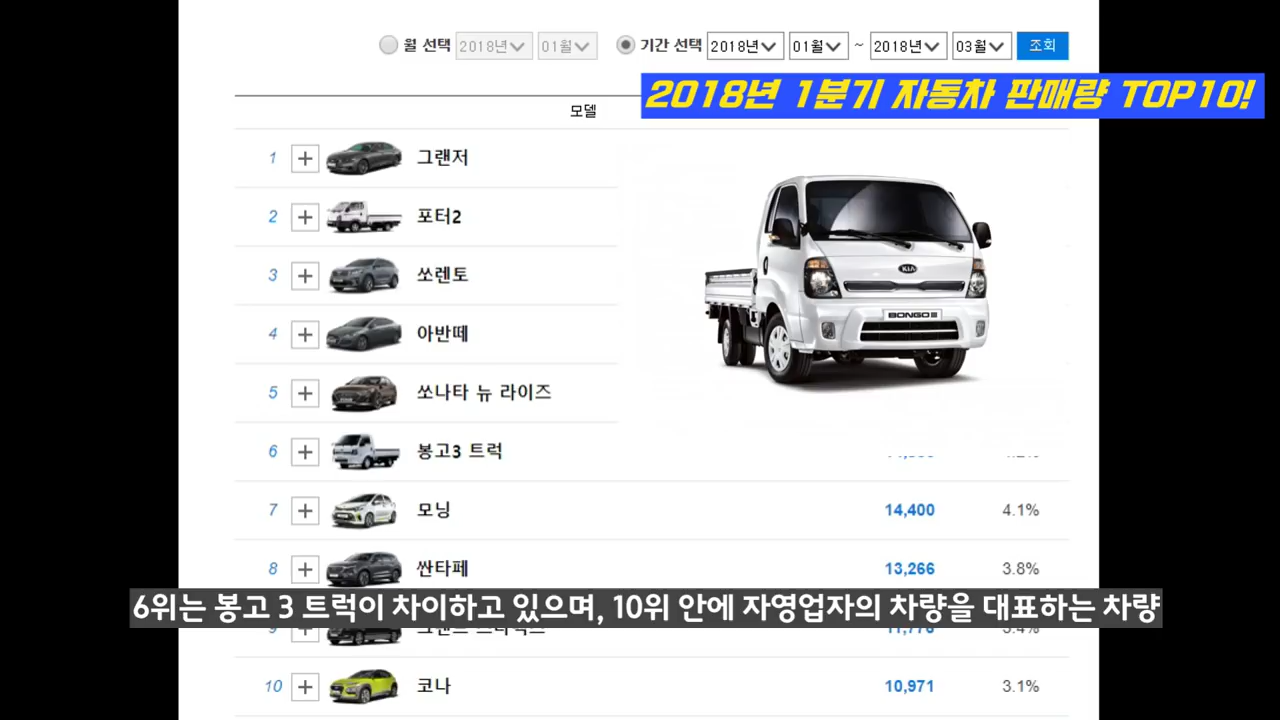 월 선택 2018년 01월 기간 선택 2018년 01월 ~ 2018년 03월 조회
2018년 1분기 자동차 판매량 TOP10!
모델
1 그랜저
2 포터2
3 쏘렌토
4 아반떼
5 쏘나타 뉴 라이즈
KIA
BONGO III
6 봉고3 트럭
7 모닝 14,400 4.1%
8 싼타페 13,266 3.8%
6위는 봉고 3 트럭이 차이하고 있으며, 10위 안에 자영업자의 차량을 대표하는 차량
10 코나 10,971 3.1%